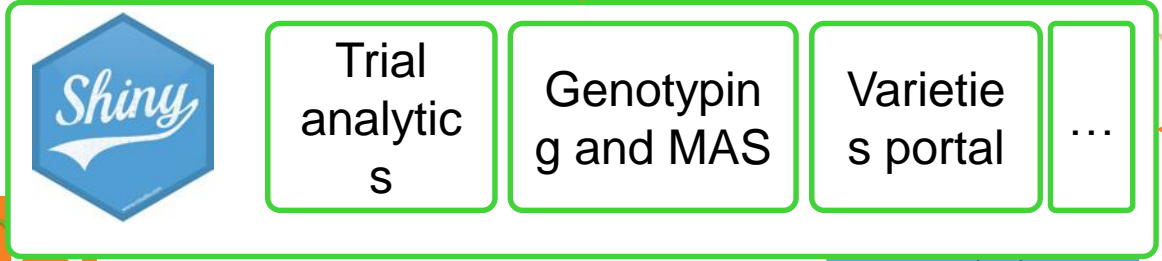 Shiny
Trial
analytic
s
Genotypin
g and MAS
Varietie
s portal
...